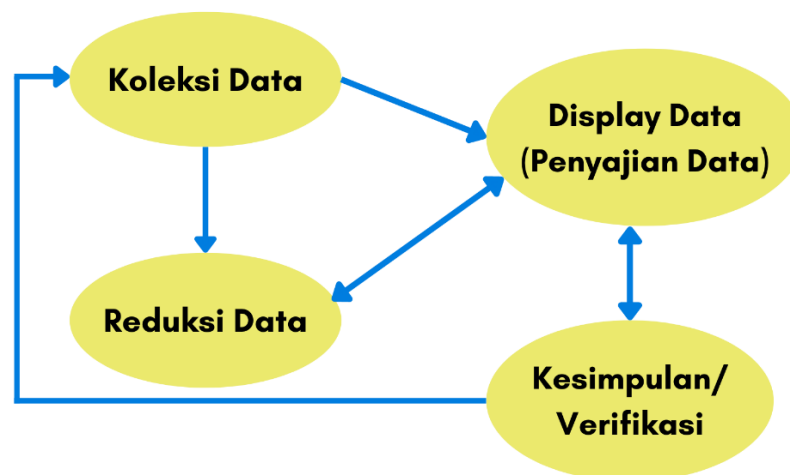 Koleksi Data
Display Data
(Penyajian Data)
Reduksi Data
Kesimpulan/
Verifikasi